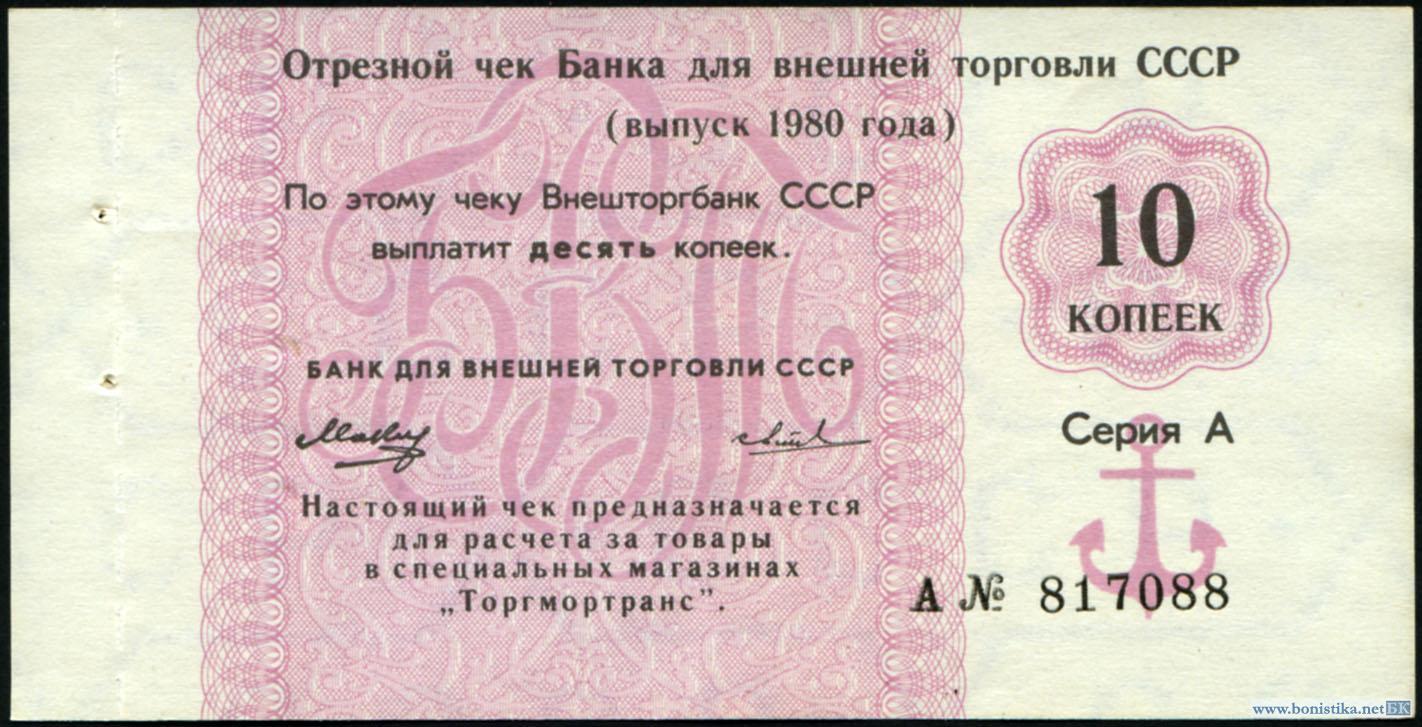 Отрезной чек Банка для внешней торговли СССР
(выпуск 1980 года)
По этому чеку Внешторгбанк СССР
выплатит десять копеек.
10
КОПЕЕК
БАНК ДЛЯ ВНЕШНЕЙ ТОРГОВЛИ СССР
Серия А
Настоящий чек предназначается
для расчета за товары
в специальных магазинах
„Торгмортранс".
А № 817088
www.bonistika.net БК